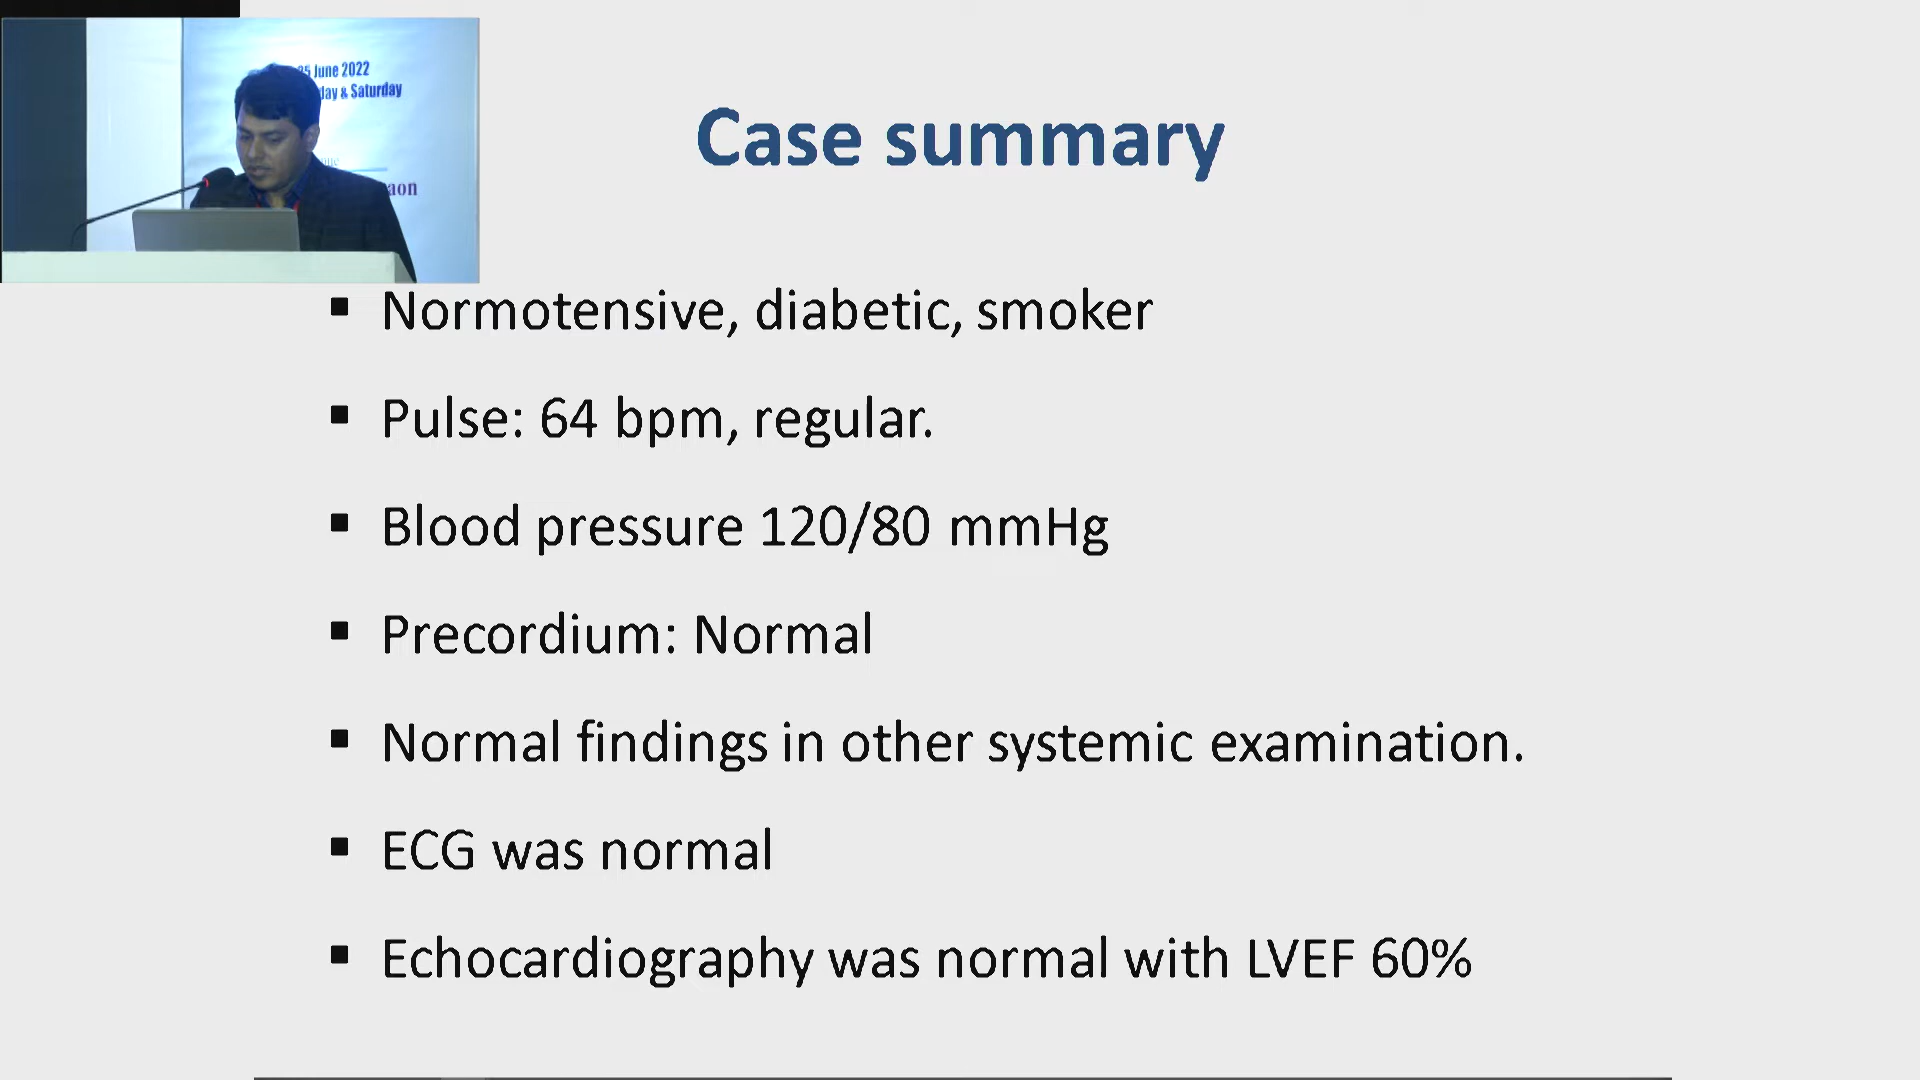 25 June 2022
day & Saturday
aon
Case summary
▪ Normotensive, diabetic, smoker
▪ Pulse: 64 bpm, regular.
▪ Blood pressure 120/80 mmHg
▪ Precordium: Normal
▪ Normal findings in other systemic examination.
▪ ECG was normal
▪ Echocardiography was normal with LVEF 60%